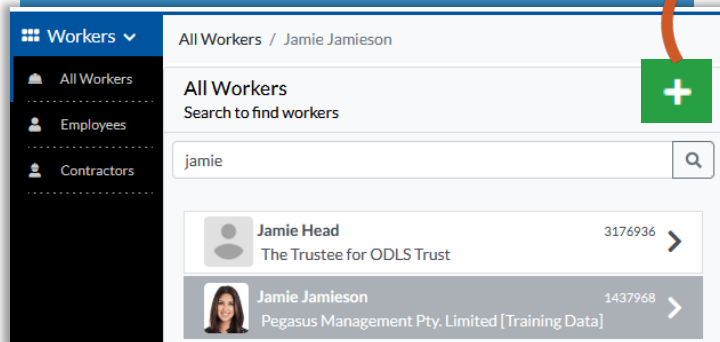 Workers
All Workers / Jamie Jamieson
All Workers
Employees
Contractors
All Workers
Search to find workers
jamie
Jamie Head 3176936
The Trustee for ODLS Trust
Jamie Jamieson 1437968
Pegasus Management Pty. Limited [Training Data]